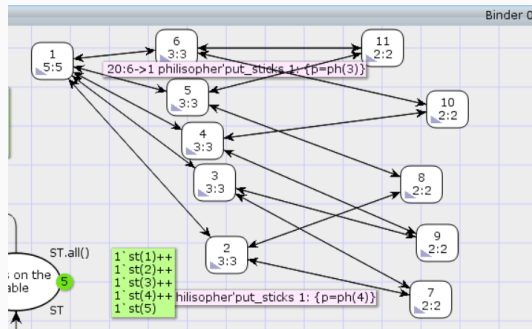 Binder 0
1
5:5
6
3:3
11
2:2
20:6->1 philisopher'put_sticks 1: {p=ph(3)}
5
3:3
10
2:2
4
3:3
3
3:3
8
2:2
9
2:2
2
3:3
7
2:2
ST.all()
s on the
able
5
ST
1`st(1)++
1`st(2)++
1`st(3)++
1`st(4)++
1`st(5)
hilisopher'put_sticks 1: {p=ph(4)}